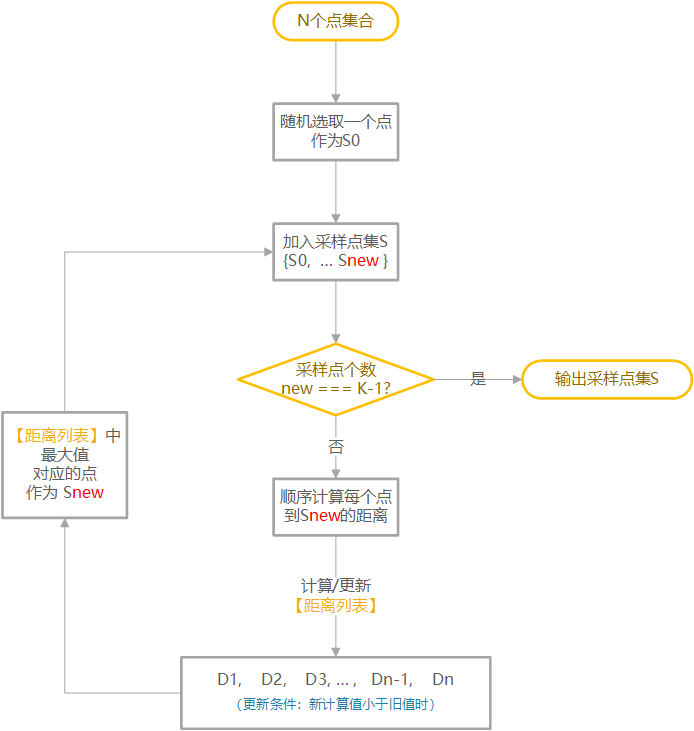 N个点集合
随机选取一个点
作为S0
加入采样点集S
{S0, ... Snew }
采样点个数
new === K-1?
是
输出采样点集S
否
【距离列表】中
最大值
对应的点
作为 Snew
顺序计算每个点
到Snew的距离
计算/更新
【距离列表】
D1, D2, D3, ... , Dn-1, Dn
（更新条件：新计算值小于旧值时）